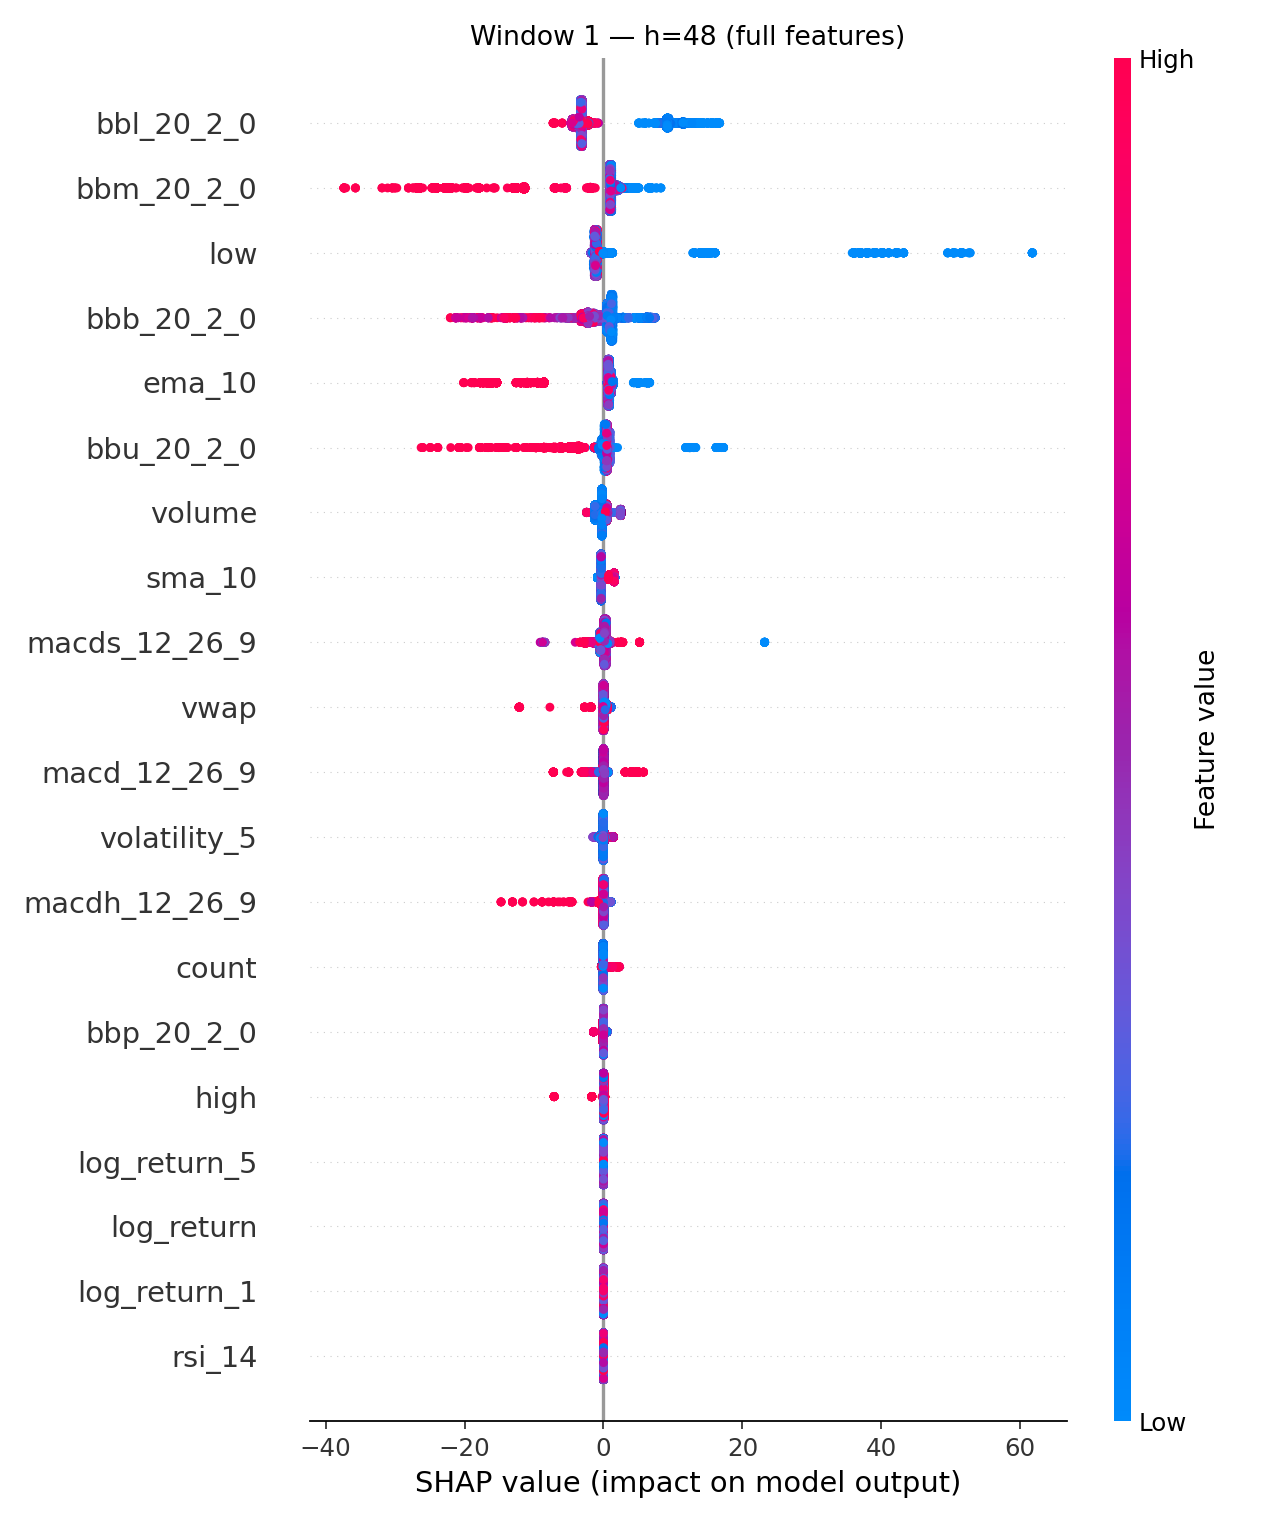 Window 1 — h=48 (full features)
High
bbl_20_2_0
bbm_20_2_0
low
bbb_20_2_0
ema_10
bbu_20_2_0
volume
sma_10
macds_12_26_9
vwap
macd_12_26_9
volatility_5
macdh_12_26_9
count
bbp_20_2_0
high
log_return_5
log_return
log_return_1
rsi_14
Feature value
Low
−40 −20 0 20 40 60
SHAP value (impact on model output)